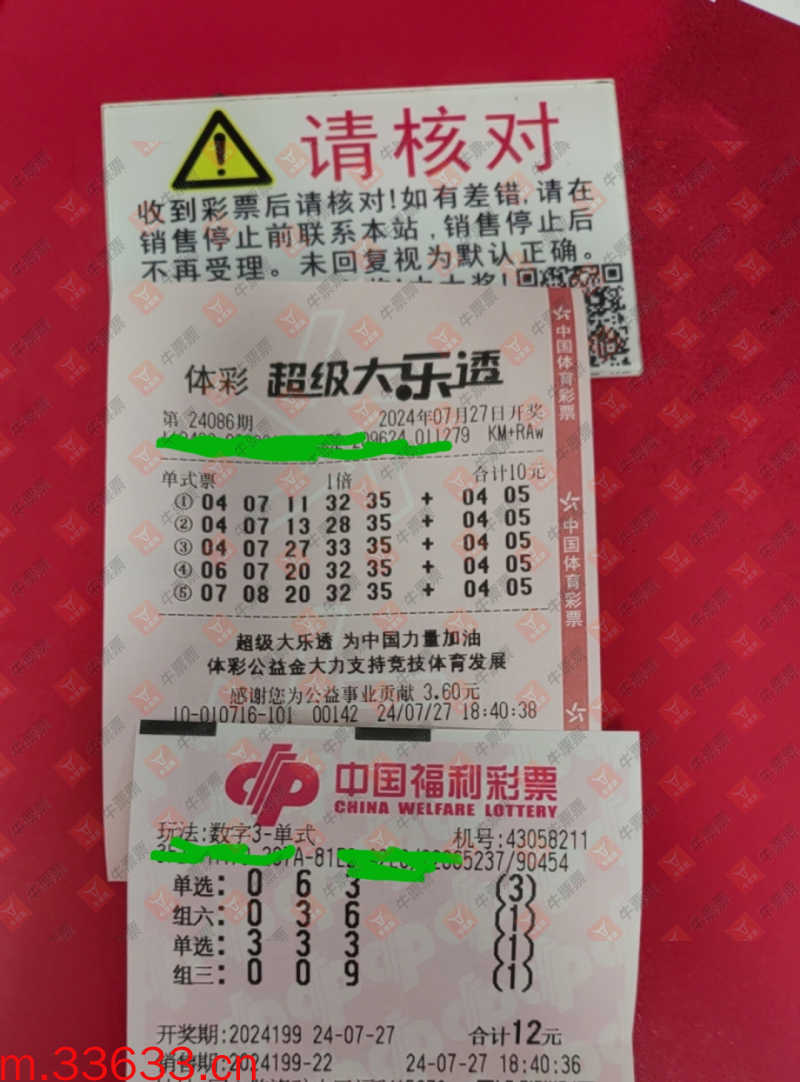 请核对
收到彩票后请核对!如有差错,请在
销售停止前联系本站,销售停止后
不再受理。未回复视为默认正确。
体彩 超级大乐透
第 24086期 2024年07月27日开奖
209624 011279 KM+RAw
单式票 1倍 合计10元
① 04 07 11 32 35 + 04 05
② 04 07 13 28 35 + 04 05
③ 04 07 27 33 35 + 04 05
④ 06 07 20 32 35 + 04 05
⑤ 07 08 20 32 35 + 04 05
超级大乐透 为中国力量加油
体彩公益金大力支持竞技体育发展
感谢您为公益事业贡献 3.60元
10-010716-101 00142 24/07/27 18:40:38
中国体育彩票
中国体育彩票
中国福利彩票
CHINA WELFARE LOTTERY
玩法:数字3-单式 机号:43058211
5237/90454
单选: 0 6 3 (3)
组六: 0 3 6 (1)
单选: 3 3 3 (1)
组三: 0 0 9 (1)
开奖期:2024199 24-07-27 合计12元
销售期:2024199-22 24-07-27 18:40:36
m.33633.cn
牛票票